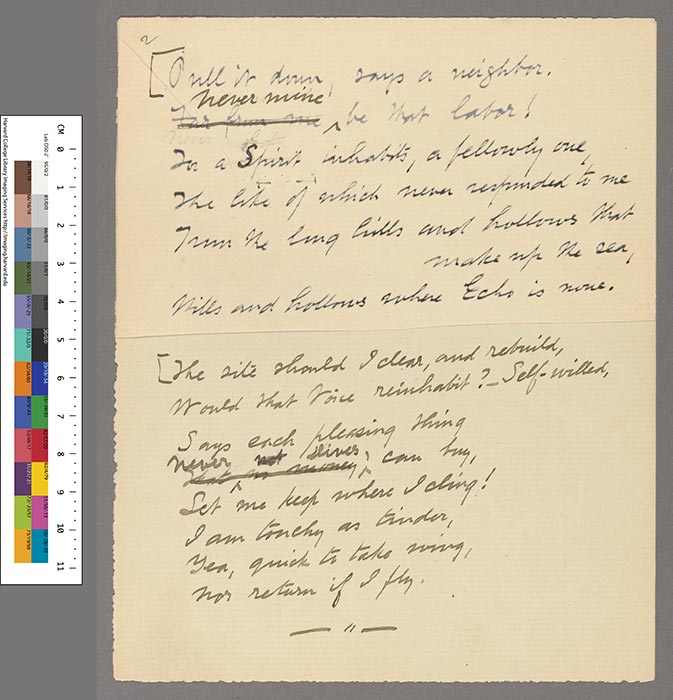 2
[Pull it down, says a neighbor.
Never mine
Far from me ‸ be that labor!
For a Spirit inhabits, a fellowly one,
The like of which never responded to me
From the long hills and hollows that
make up the sea,
Hills and hollows where Echo is none.
[The site should I clear, and rebuild,
Would that Voice reinhabit? — Self-willed,
Says each pleasing thing
never Dives
That no money ‸ can buy,
Let me keep where I cling!
I am touchy as tinder,
Yea, quick to take wing,
Nor return if I fly.
— " —
CM 0 1 2 3 4 5 6 7 8 9 10 11
Harvard College Library Imaging Services http://imaging.harvard.edu